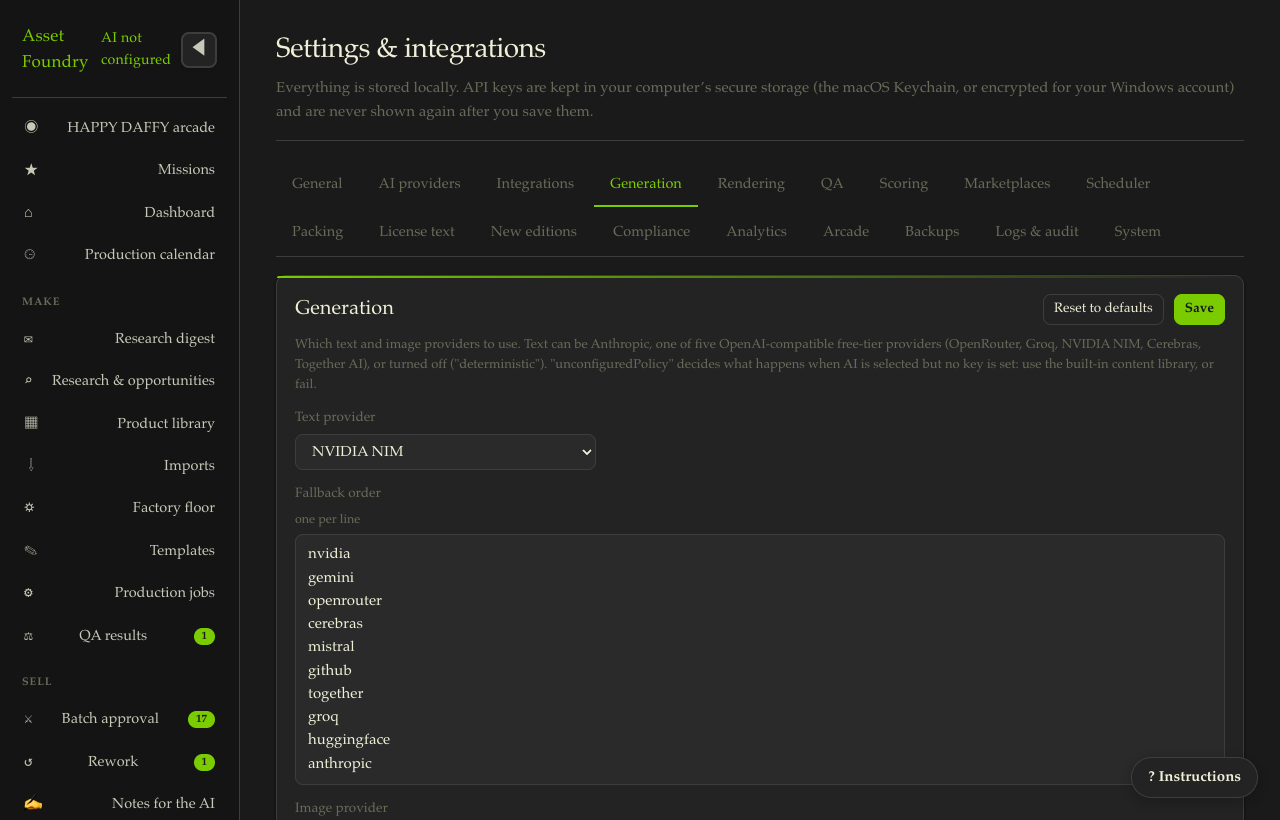 Asset Foundry
AI not configured
HAPPY DAFFY arcade
Missions
Dashboard
Production calendar
MAKE
Research digest
Research & opportunities
Product library
Imports
Factory floor
Templates
Production jobs
QA results 1
SELL
Batch approval 17
Rework 1
Notes for the AI
Settings & integrations
Everything is stored locally. API keys are kept in your computer’s secure storage (the macOS Keychain, or encrypted for your Windows account)
and are never shown again after you save them.
General AI providers Integrations Generation Rendering QA Scoring Marketplaces Scheduler
Packing License text New editions Compliance Analytics Arcade Backups Logs & audit System
Generation
Reset to defaults Save
Which text and image providers to use. Text can be Anthropic, one of five OpenAI-compatible free-tier providers (OpenRouter, Groq, NVIDIA NIM, Cerebras,
Together AI), or turned off ("deterministic"). "unconfiguredPolicy" decides what happens when AI is selected but no key is set: use the built-in content library, or
fail.
Text provider
NVIDIA NIM
Fallback order
one per line
nvidia
gemini
openrouter
cerebras
mistral
github
together
groq
huggingface
anthropic
Image provider
? Instructions